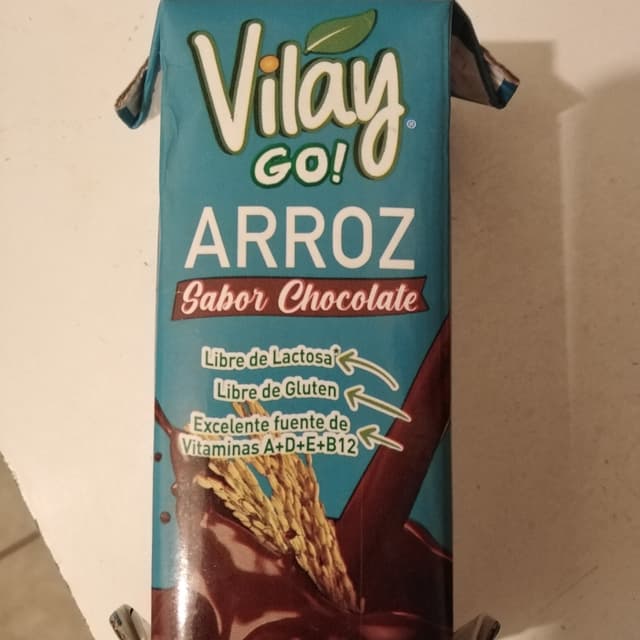 Vilay®
GO!
ARROZ
Sabor Chocolate
Libre de Lactosa*
Libre de Gluten
Excelente fuente de
Vitaminas A+D+E+B12